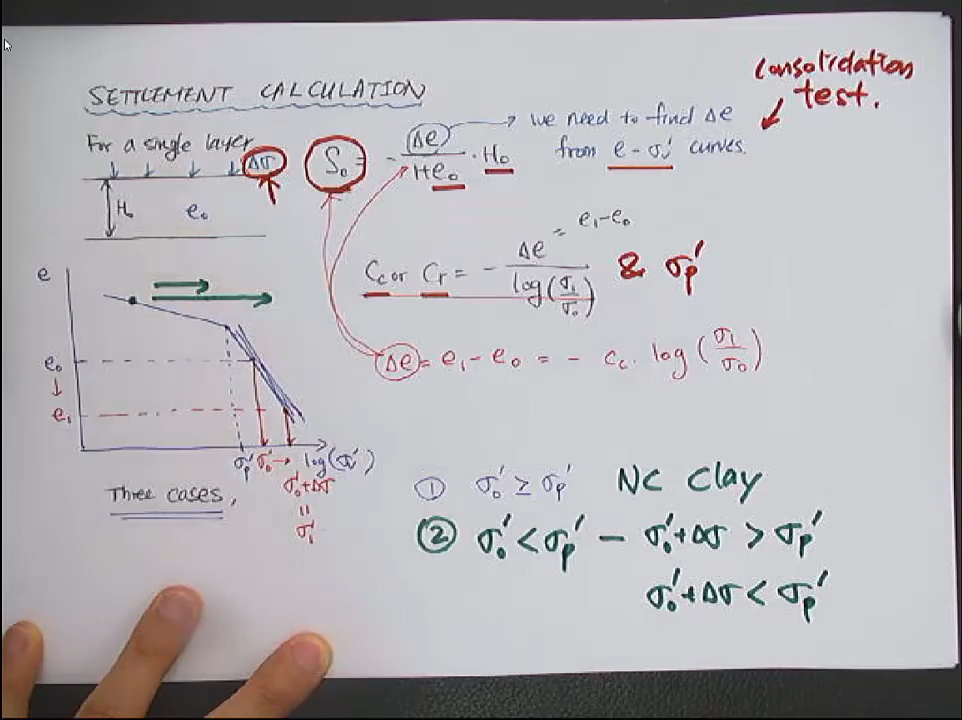 consolidation
test.
SETTLEMENT CALCULATION
For a single layer
Δσ
H₀
e₀
S₀ = - Δe / 1+e₀ · H₀
we need to find Δe
from e - σᵥ' curves.
Cc or Cr = - Δe = e₁-e₀ / log(σ₁/σ₀) & σp'
Δe = e₁ - e₀ = - Cc. log(σ₁/σ₀)
e
e₀
↓
e₁
σp' σ₀' → log(σᵥ')
σ₀'+Δσ
=
σ₁'
Three cases,
① σ₀' ≥ σp' NC clay
② σ₀' < σp' — σ₀'+Δσ > σp'
σ₀'+Δσ < σp'